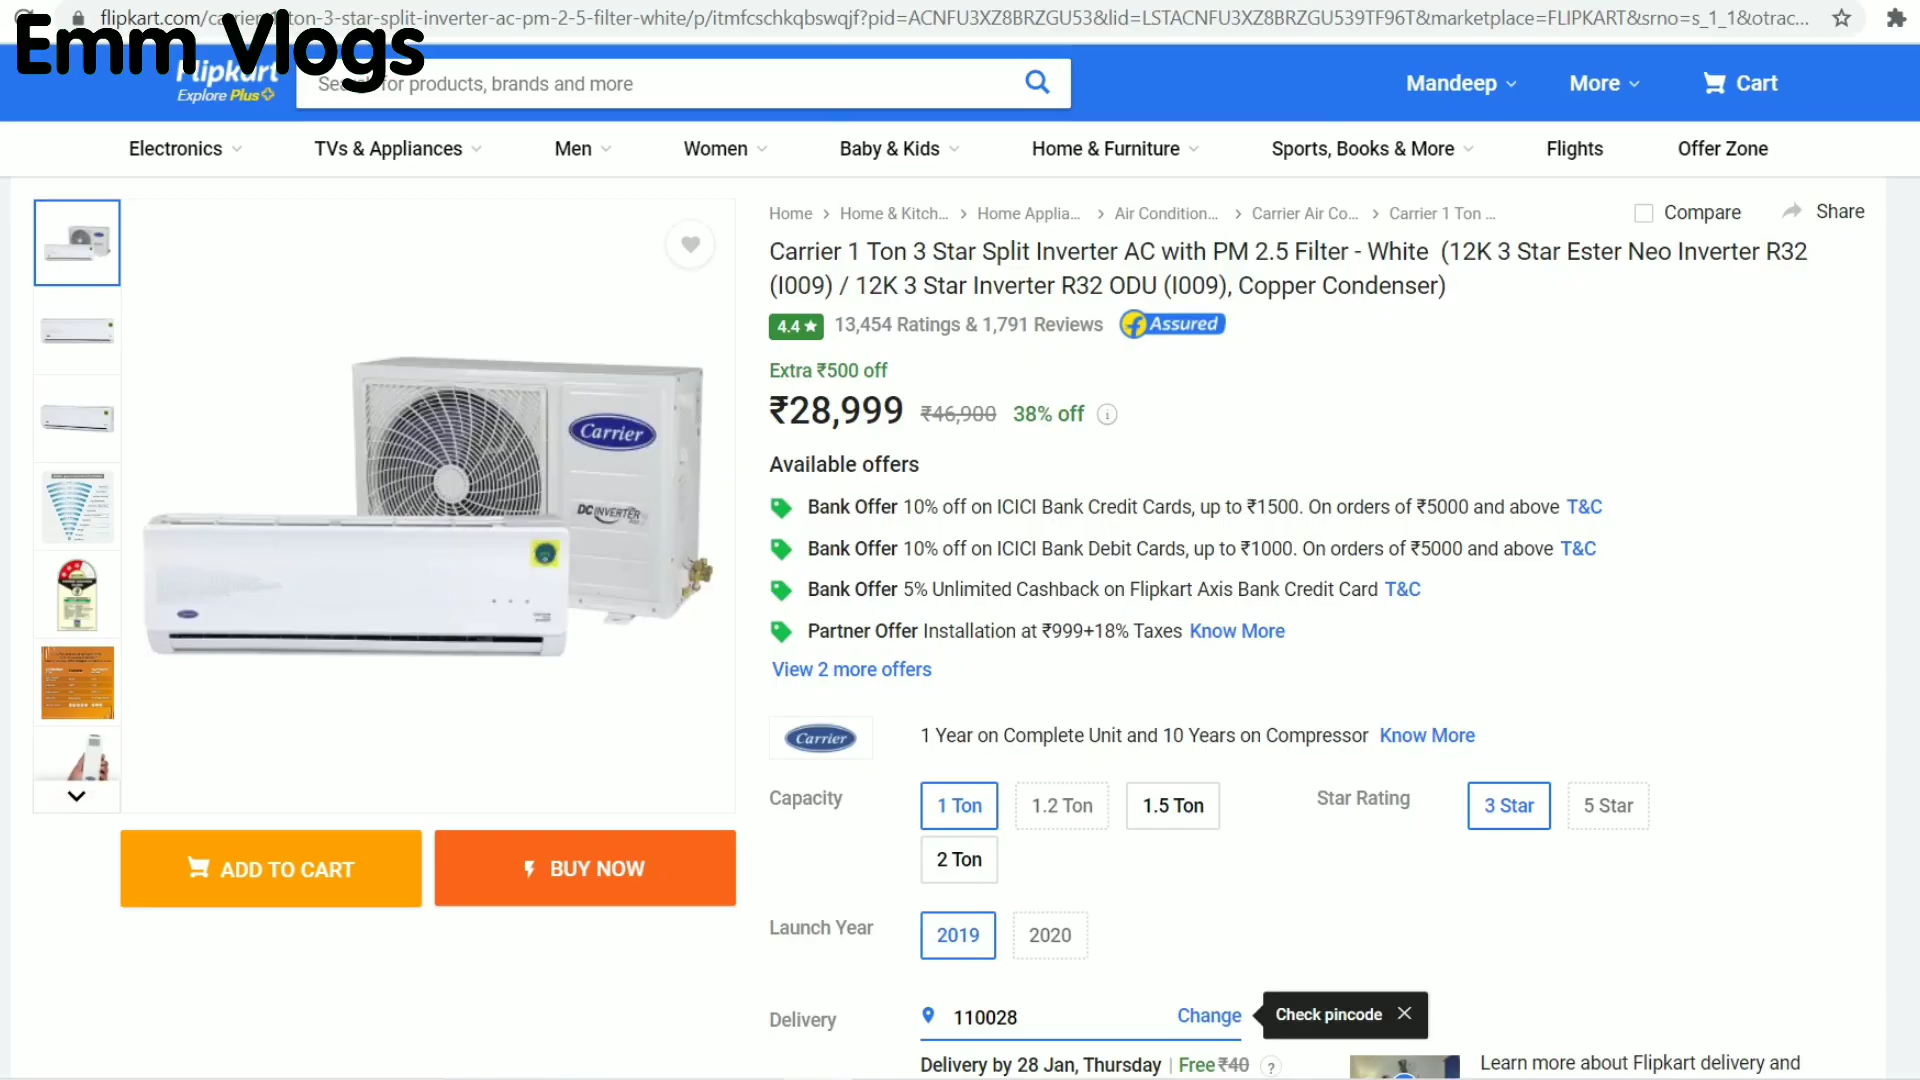 flipkart.com/carrier-1-ton-3-star-split-inverter-ac-pm-2-5-filter-white/p/itmfcschkqbswqjf?pid=ACNFU3XZ8BRZGU53&lid=LSTACNFU3XZ8BRZGU539TF96T&marketplace=FLIPKART&srno=s_1_1&otrac...
Emm Vlogs
Flipkart
Explore Plus
Search for products, brands and more
Mandeep
More
Cart
Electronics
TVs & Appliances
Men
Women
Baby & Kids
Home & Furniture
Sports, Books & More
Flights
Offer Zone
Home > Home & Kitch... > Home Applia... > Air Condition... > Carrier Air Co... > Carrier 1 Ton ...
Compare
Share
Carrier 1 Ton 3 Star Split Inverter AC with PM 2.5 Filter - White (12K 3 Star Ester Neo Inverter R32
(I009) / 12K 3 Star Inverter R32 ODU (I009), Copper Condenser)
4.4 ★ 13,454 Ratings & 1,791 Reviews
Assured
Extra ₹500 off
₹28,999 ₹46,900 38% off
Available offers
Bank Offer 10% off on ICICI Bank Credit Cards, up to ₹1500. On orders of ₹5000 and above T&C
Bank Offer 10% off on ICICI Bank Debit Cards, up to ₹1000. On orders of ₹5000 and above T&C
Bank Offer 5% Unlimited Cashback on Flipkart Axis Bank Credit Card T&C
Partner Offer Installation at ₹999+18% Taxes Know More
View 2 more offers
Carrier
DC INVERTER
Carrier
1 Year on Complete Unit and 10 Years on Compressor Know More
Capacity
1 Ton
1.2 Ton
1.5 Ton
2 Ton
Star Rating
3 Star
5 Star
ADD TO CART
BUY NOW
Launch Year
2019
2020
Delivery
110028
Change
Check pincode
Delivery by 28 Jan, Thursday | Free ₹40 ?
Learn more about Flipkart delivery and